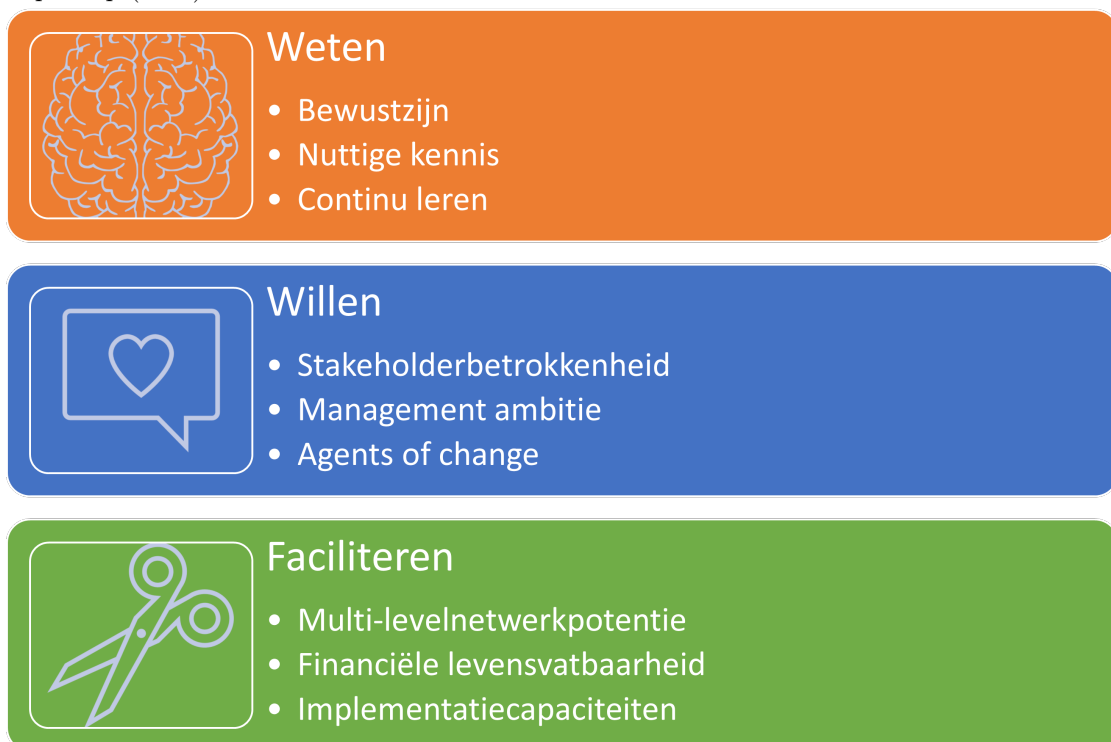 Weten
• Bewustzijn
• Nuttige kennis
• Continu leren
Willen
• Stakeholderbetrokkenheid
• Management ambitie
• Agents of change
Faciliteren
• Multi-levelnetwerkpotentie
• Financiële levensvatbaarheid
• Implementatiecapaciteiten